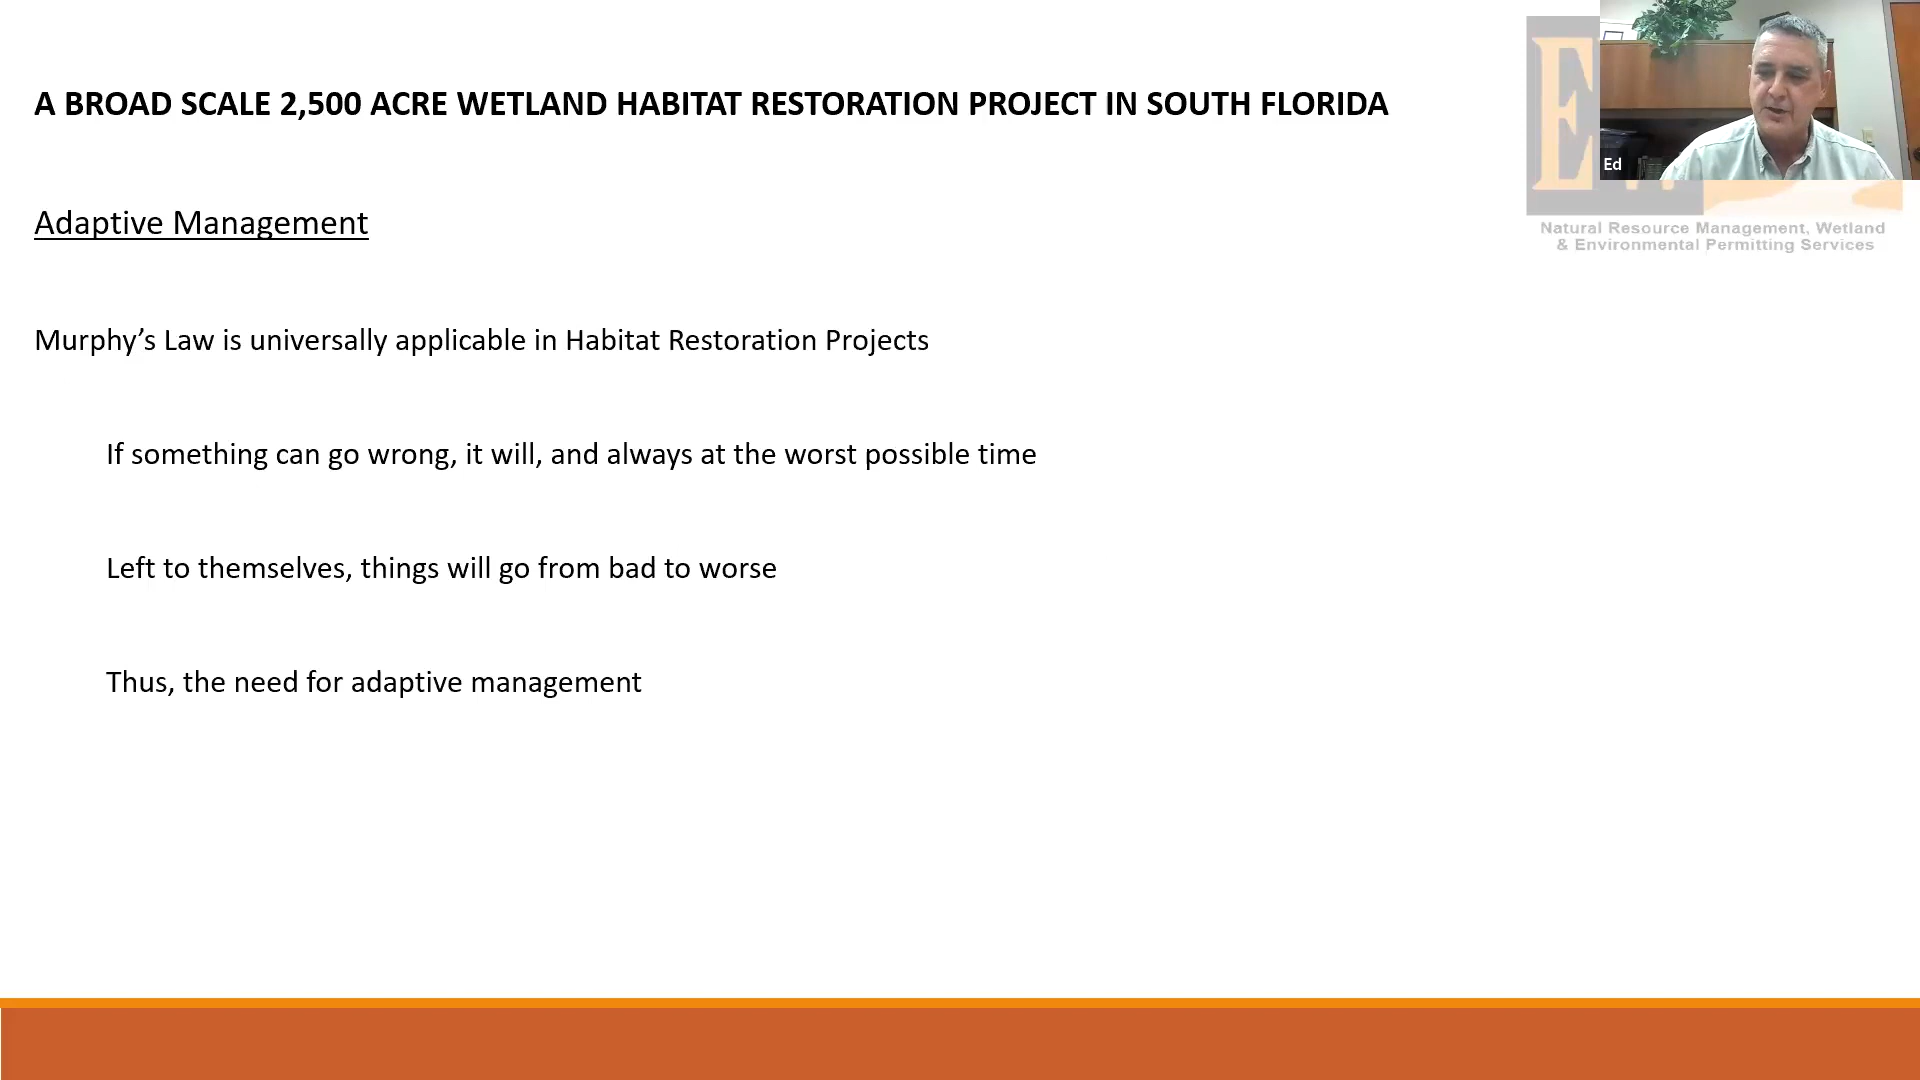 A BROAD SCALE 2,500 ACRE WETLAND HABITAT RESTORATION PROJECT IN SOUTH FLORIDA
Ed
Natural Resource Management, Wetland
& Environmental Permitting Services
Adaptive Management
Murphy’s Law is universally applicable in Habitat Restoration Projects
If something can go wrong, it will, and always at the worst possible time
Left to themselves, things will go from bad to worse
Thus, the need for adaptive management